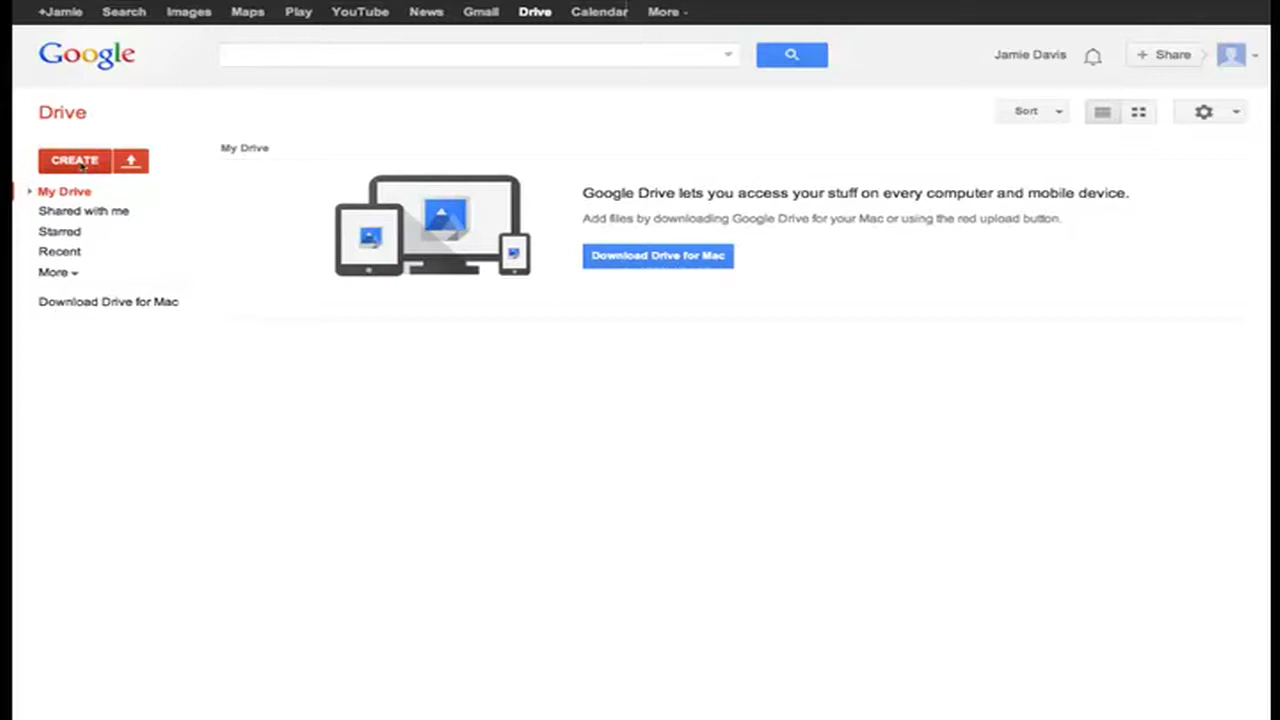 +Jamie Search Images Maps Play YouTube News Gmail Drive Calendar More
Google
Jamie Davis
+ Share
Drive
Sort
CREATE
My Drive
My Drive
Shared with me
Starred
Recent
More
Download Drive for Mac
Google Drive lets you access your stuff on every computer and mobile device.
Add files by downloading Google Drive for your Mac or using the red upload button.
Download Drive for Mac